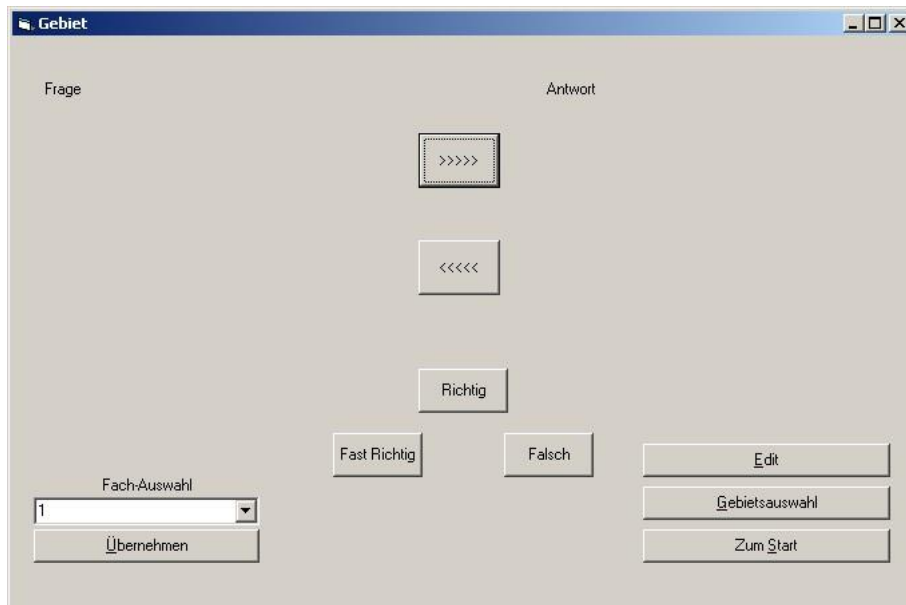 Gebiet
Frage
Antwort
>>>>>
<<<<<
Richtig
Fast Richtig
Falsch
Fach-Auswahl
1
Übernehmen
Edit
Gebietsauswahl
Zum Start